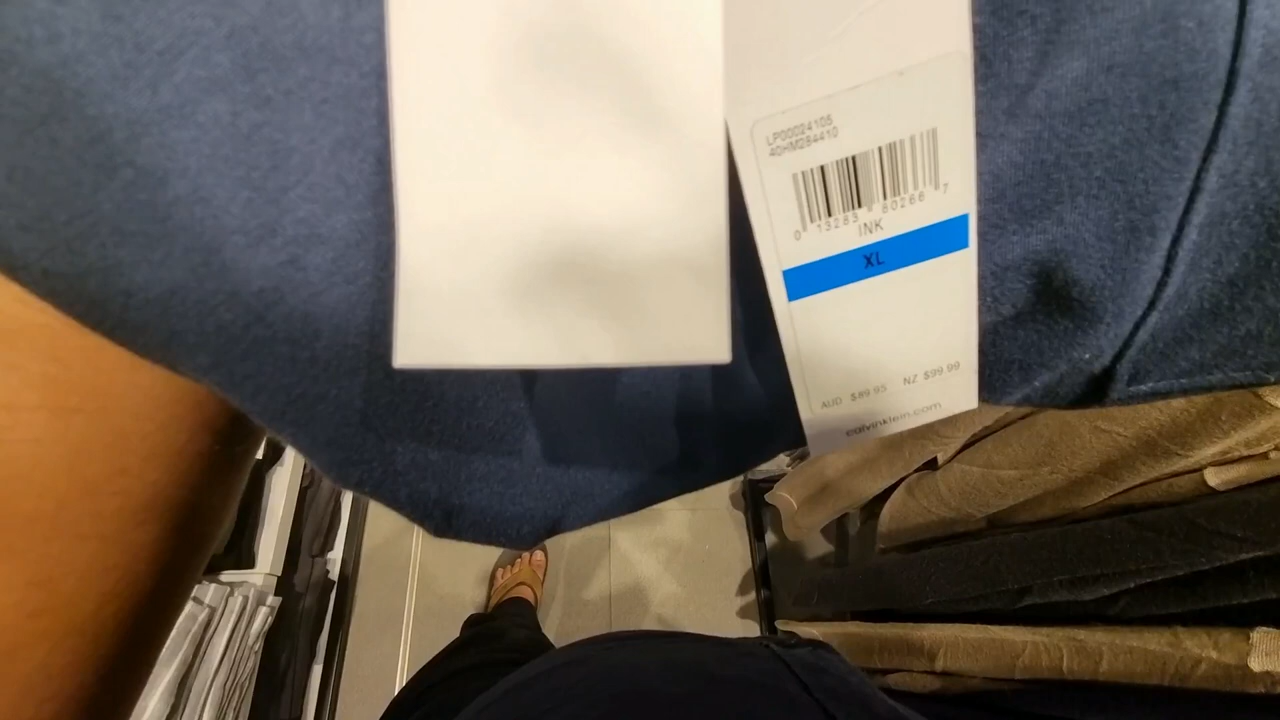 LP00024105
40HM284410
0 13283 80266 7
INK
XL
AUD $89.95 NZ $99.99
calvinklein.com